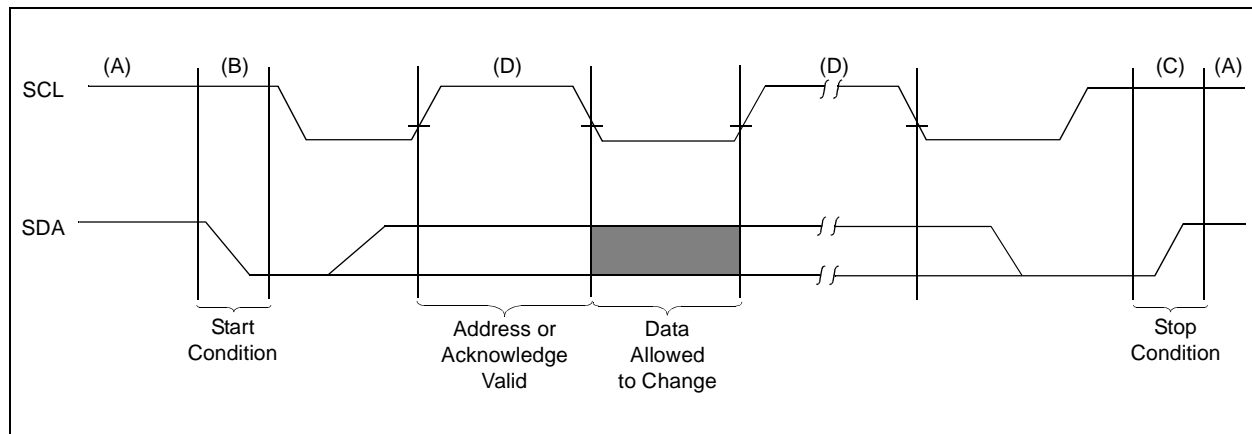 (A) (B) (D) (D) (C) (A)
SCL
SDA
Start
Condition
Address or
Acknowledge
Valid
Data
Allowed
to Change
Stop
Condition